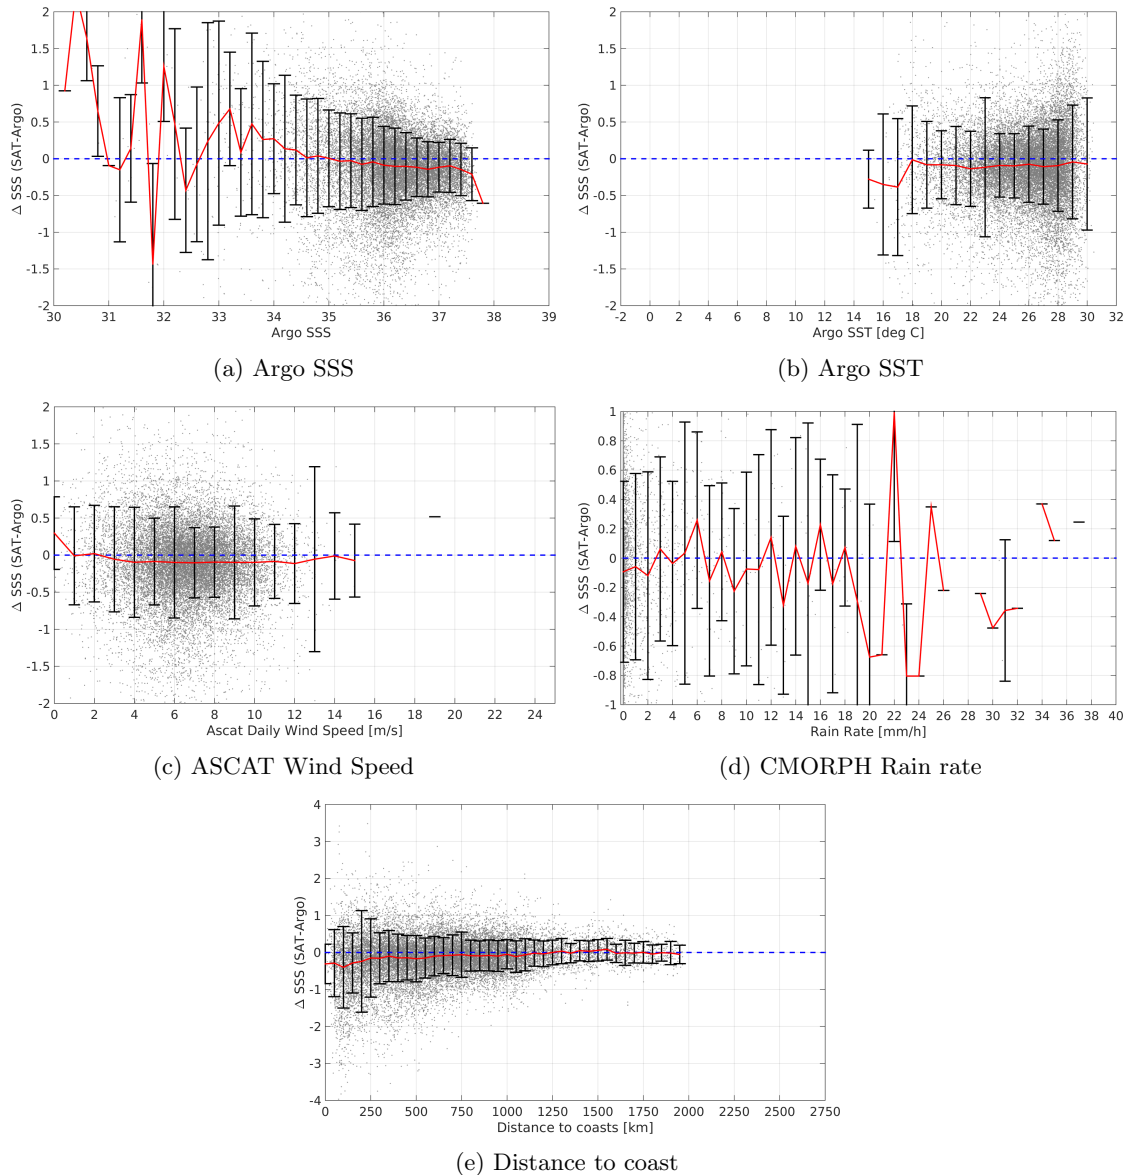 2
1.5
1
0.5
0
-0.5
-1
-1.5
-2
Δ SSS (SAT-Argo)
30 31 32 33 34 35 36 37 38 39
Argo SSS
(a) Argo SSS
2
1.5
1
0.5
0
-0.5
-1
-1.5
-2
Δ SSS (SAT-Argo)
-2 0 2 4 6 8 10 12 14 16 18 20 22 24 26 28 30 32
Argo SST [deg C]
(b) Argo SST
2
1.5
1
0.5
0
-0.5
-1
-1.5
-2
Δ SSS (SAT-Argo)
0 2 4 6 8 10 12 14 16 18 20 22 24
Ascat Daily Wind Speed [m/s]
(c) ASCAT Wind Speed
1
0.8
0.6
0.4
0.2
0
-0.2
-0.4
-0.6
-0.8
-1
Δ SSS (SAT-Argo)
0 2 4 6 8 10 12 14 16 18 20 22 24 26 28 30 32 34 36 38 40
Rain Rate [mm/h]
(d) CMORPH Rain rate
4
3
2
1
0
-1
-2
-3
-4
Δ SSS (SAT-Argo)
0 250 500 750 1000 1250 1500 1750 2000 2250 2500 2750
Distance to coasts [km]
(e) Distance to coast